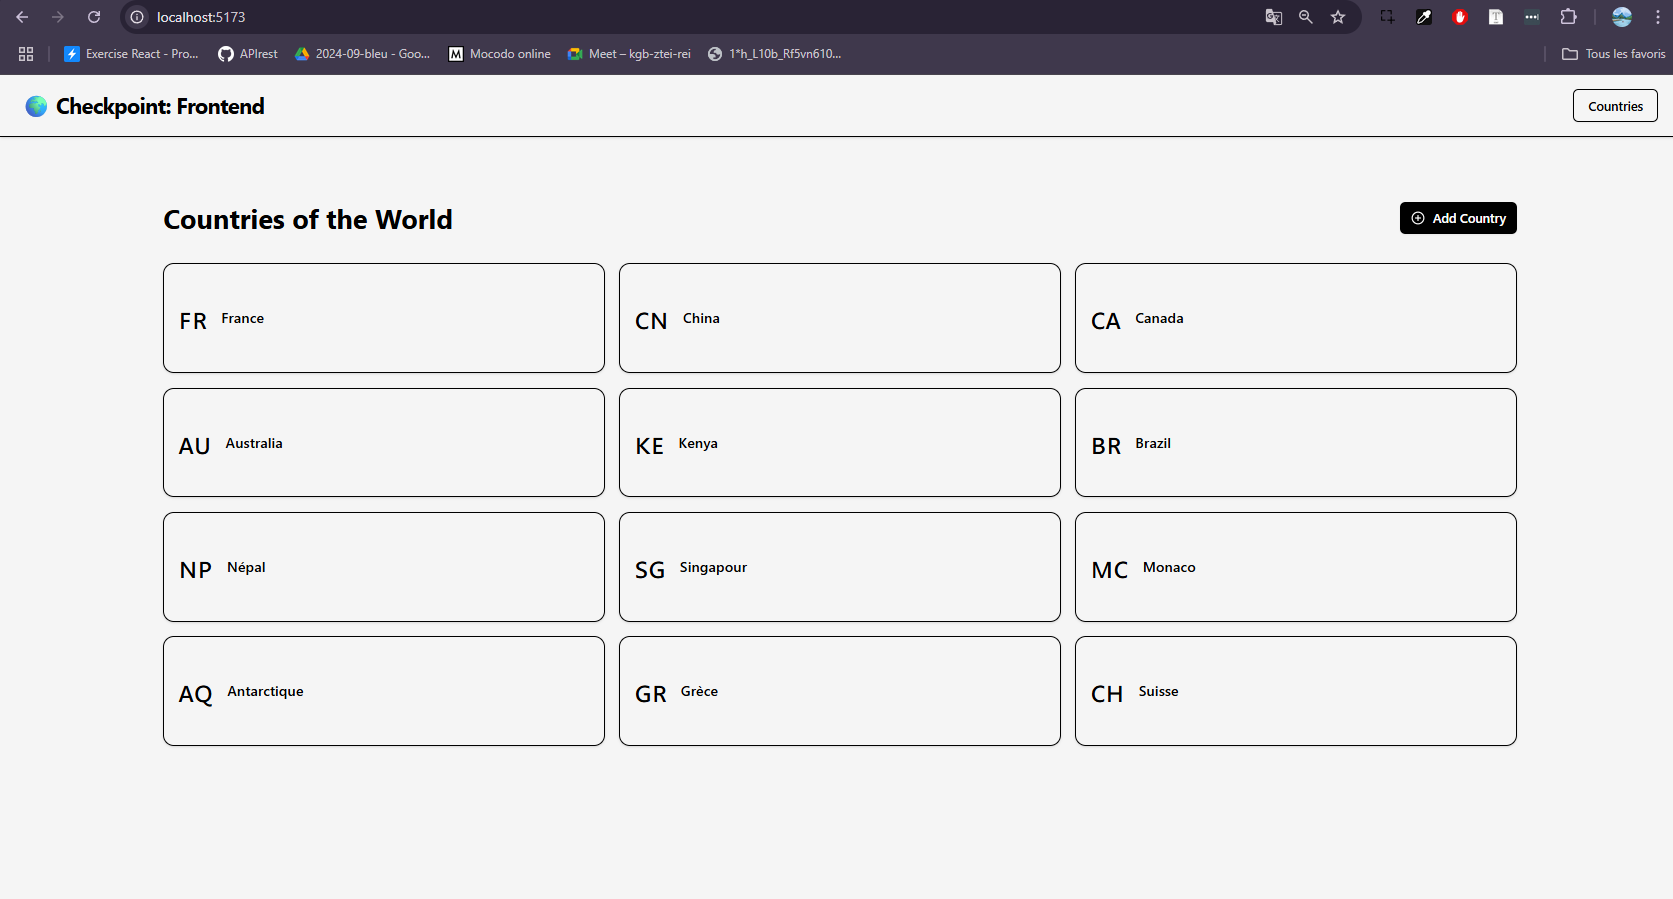 localhost:5173
Exercise React - Pro... APIrest 2024-09-bleu - Goo... Mocodo online Meet – kgb-ztei-rei 1*h_L10b_Rf5vn610... Tous les favoris
Checkpoint: Frontend Countries
Countries of the World Add Country
FR France CN China CA Canada
AU Australia KE Kenya BR Brazil
NP Népal SG Singapour MC Monaco
AQ Antarctique GR Grèce CH Suisse